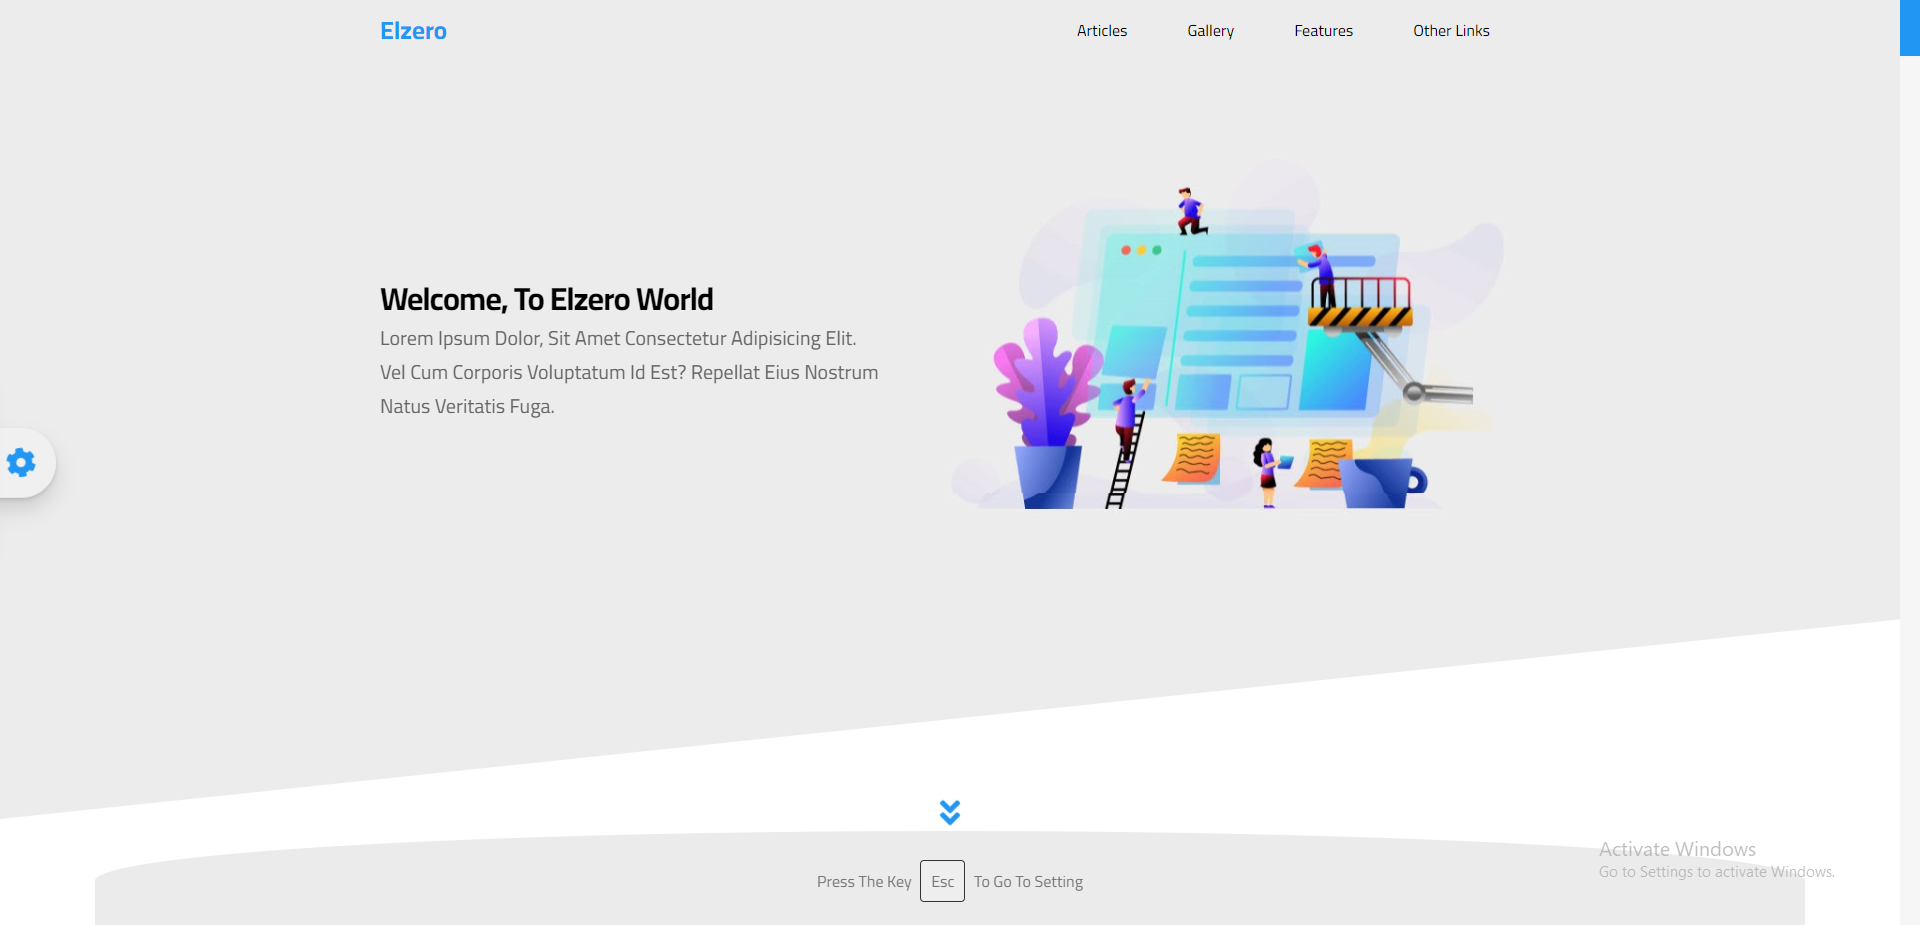 Elzero
Articles Gallery Features Other Links
Welcome, To Elzero World
Lorem Ipsum Dolor, Sit Amet Consectetur Adipisicing Elit.
Vel Cum Corporis Voluptatum Id Est? Repellat Eius Nostrum
Natus Veritatis Fuga.
Press The Key Esc To Go To Setting
Activate Windows
Go to Settings to activate Windows.